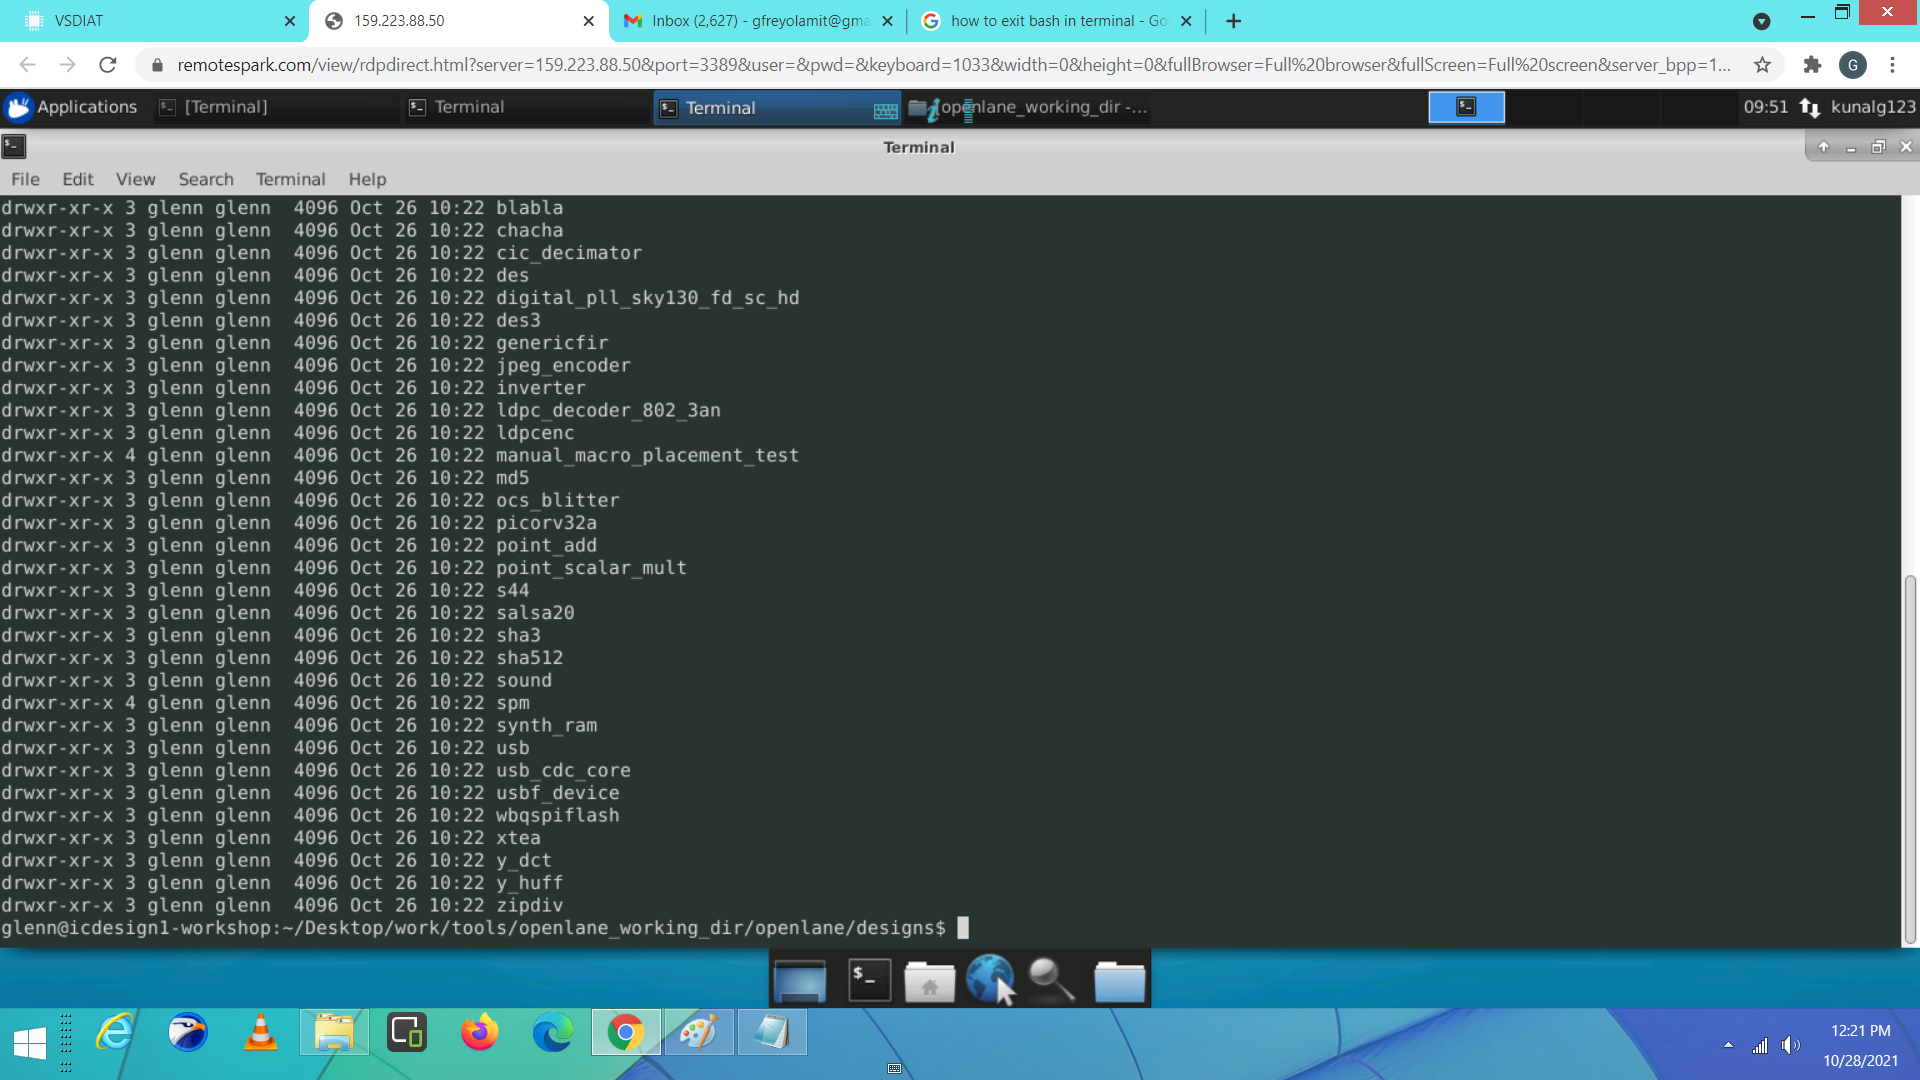 VSDIAT
159.223.88.50
Inbox (2,627) - gfreyolamit@gma
how to exit bash in terminal - Go
remotespark.com/view/rdpdirect.html?server=159.223.88.50&port=3389&user=&pwd=&keyboard=1033&width=0&height=0&fullBrowser=Full%20browser&fullScreen=Full%20screen&server_bpp=1...
G
Applications
[Terminal]
Terminal
Terminal
openlane_working_dir -...
09:51
kunalg123
Terminal
File Edit View Search Terminal Help
drwxr-xr-x 3 glenn glenn  4096 Oct 26 10:22 blabla
drwxr-xr-x 3 glenn glenn  4096 Oct 26 10:22 chacha
drwxr-xr-x 3 glenn glenn  4096 Oct 26 10:22 cic_decimator
drwxr-xr-x 3 glenn glenn  4096 Oct 26 10:22 des
drwxr-xr-x 3 glenn glenn  4096 Oct 26 10:22 digital_pll_sky130_fd_sc_hd
drwxr-xr-x 3 glenn glenn  4096 Oct 26 10:22 des3
drwxr-xr-x 3 glenn glenn  4096 Oct 26 10:22 genericfir
drwxr-xr-x 3 glenn glenn  4096 Oct 26 10:22 jpeg_encoder
drwxr-xr-x 3 glenn glenn  4096 Oct 26 10:22 inverter
drwxr-xr-x 3 glenn glenn  4096 Oct 26 10:22 ldpc_decoder_802_3an
drwxr-xr-x 3 glenn glenn  4096 Oct 26 10:22 ldpcenc
drwxr-xr-x 4 glenn glenn  4096 Oct 26 10:22 manual_macro_placement_test
drwxr-xr-x 3 glenn glenn  4096 Oct 26 10:22 md5
drwxr-xr-x 3 glenn glenn  4096 Oct 26 10:22 ocs_blitter
drwxr-xr-x 3 glenn glenn  4096 Oct 26 10:22 picorv32a
drwxr-xr-x 3 glenn glenn  4096 Oct 26 10:22 point_add
drwxr-xr-x 3 glenn glenn  4096 Oct 26 10:22 point_scalar_mult
drwxr-xr-x 3 glenn glenn  4096 Oct 26 10:22 s44
drwxr-xr-x 3 glenn glenn  4096 Oct 26 10:22 salsa20
drwxr-xr-x 3 glenn glenn  4096 Oct 26 10:22 sha3
drwxr-xr-x 3 glenn glenn  4096 Oct 26 10:22 sha512
drwxr-xr-x 3 glenn glenn  4096 Oct 26 10:22 sound
drwxr-xr-x 4 glenn glenn  4096 Oct 26 10:22 spm
drwxr-xr-x 3 glenn glenn  4096 Oct 26 10:22 synth_ram
drwxr-xr-x 3 glenn glenn  4096 Oct 26 10:22 usb
drwxr-xr-x 3 glenn glenn  4096 Oct 26 10:22 usb_cdc_core
drwxr-xr-x 3 glenn glenn  4096 Oct 26 10:22 usbf_device
drwxr-xr-x 3 glenn glenn  4096 Oct 26 10:22 wbqspiflash
drwxr-xr-x 3 glenn glenn  4096 Oct 26 10:22 xtea
drwxr-xr-x 3 glenn glenn  4096 Oct 26 10:22 y_dct
drwxr-xr-x 3 glenn glenn  4096 Oct 26 10:22 y_huff
drwxr-xr-x 3 glenn glenn  4096 Oct 26 10:22 zipdiv
glenn@icdesign1-workshop:~/Desktop/work/tools/openlane_working_dir/openlane/designs$
12:21 PM
10/28/2021